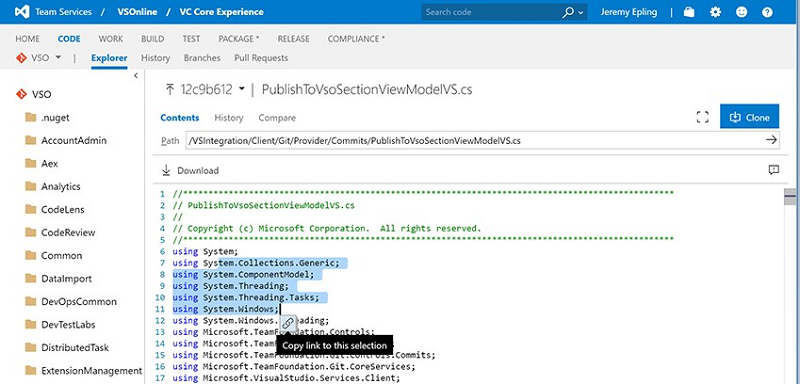 Team Services / VSOnline / VC Core Experience Search code Jeremy Epling
HOME CODE WORK BUILD TEST PACKAGE * RELEASE COMPLIANCE *
VSO Explorer History Branches Pull Requests
VSO
.nuget
AccountAdmin
Aex
Analytics
CodeLens
CodeReview
Common
DataImport
DevOpsCommon
DevTestLabs
DistributedTask
ExtensionManagement
12c9b612 PublishToVsoSectionViewModelVS.cs
Contents History Compare Clone
Path /VSIntegration/Client/Git/Provider/Commits/PublishToVsoSectionViewModelVS.cs
Download
1 //*********************************************************************************************
2 // PublishToVsoSectionViewModelVS.cs
3 //
4 // Copyright (c) Microsoft Corporation. All rights reserved.
5 //*********************************************************************************************
6 using System;
7 using System.Collections.Generic;
8 using System.ComponentModel;
9 using System.Threading;
10 using System.Threading.Tasks;
11 using System.Windows;
12 using System.Windows. eading;
13 using Microsoft.TeamFoundation.Controls;
14 using Microsoft.Tea
15 using Microsoft.Tea Controls.Commits;
16 using Microsoft.TeamFoundation.Git.CoreServices;
17 using Microsoft.VisualStudio.Services.Client;
Copy link to this selection